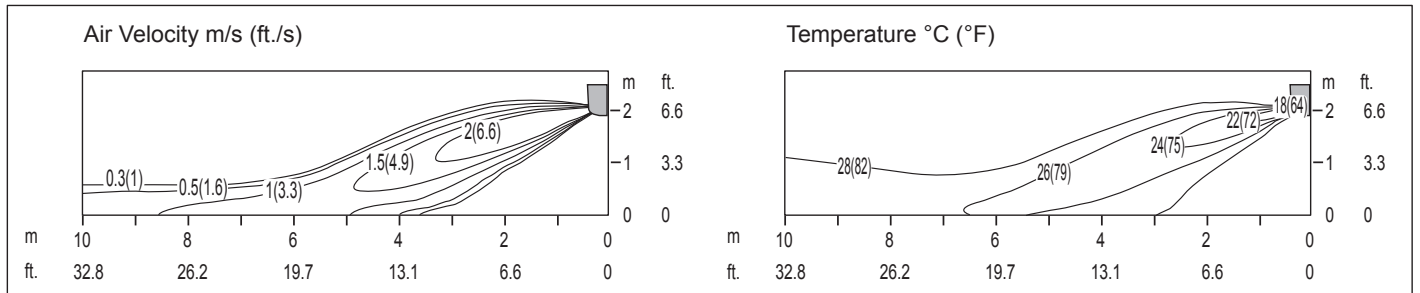 Air Velocity m/s (ft./s)
m ft.
2 6.6
1 3.3
0 0
2(6.6)
1.5(4.9)
0.3(1)
0.5(1.6)
1(3.3)
m 10 8 6 4 2 0
ft. 32.8 26.2 19.7 13.1 6.6 0
Temperature °C (°F)
m ft.
2 6.6
1 3.3
0 0
18(64)
22(72)
24(75)
28(82)
26(79)
m 10 8 6 4 2 0
ft. 32.8 26.2 19.7 13.1 6.6 0